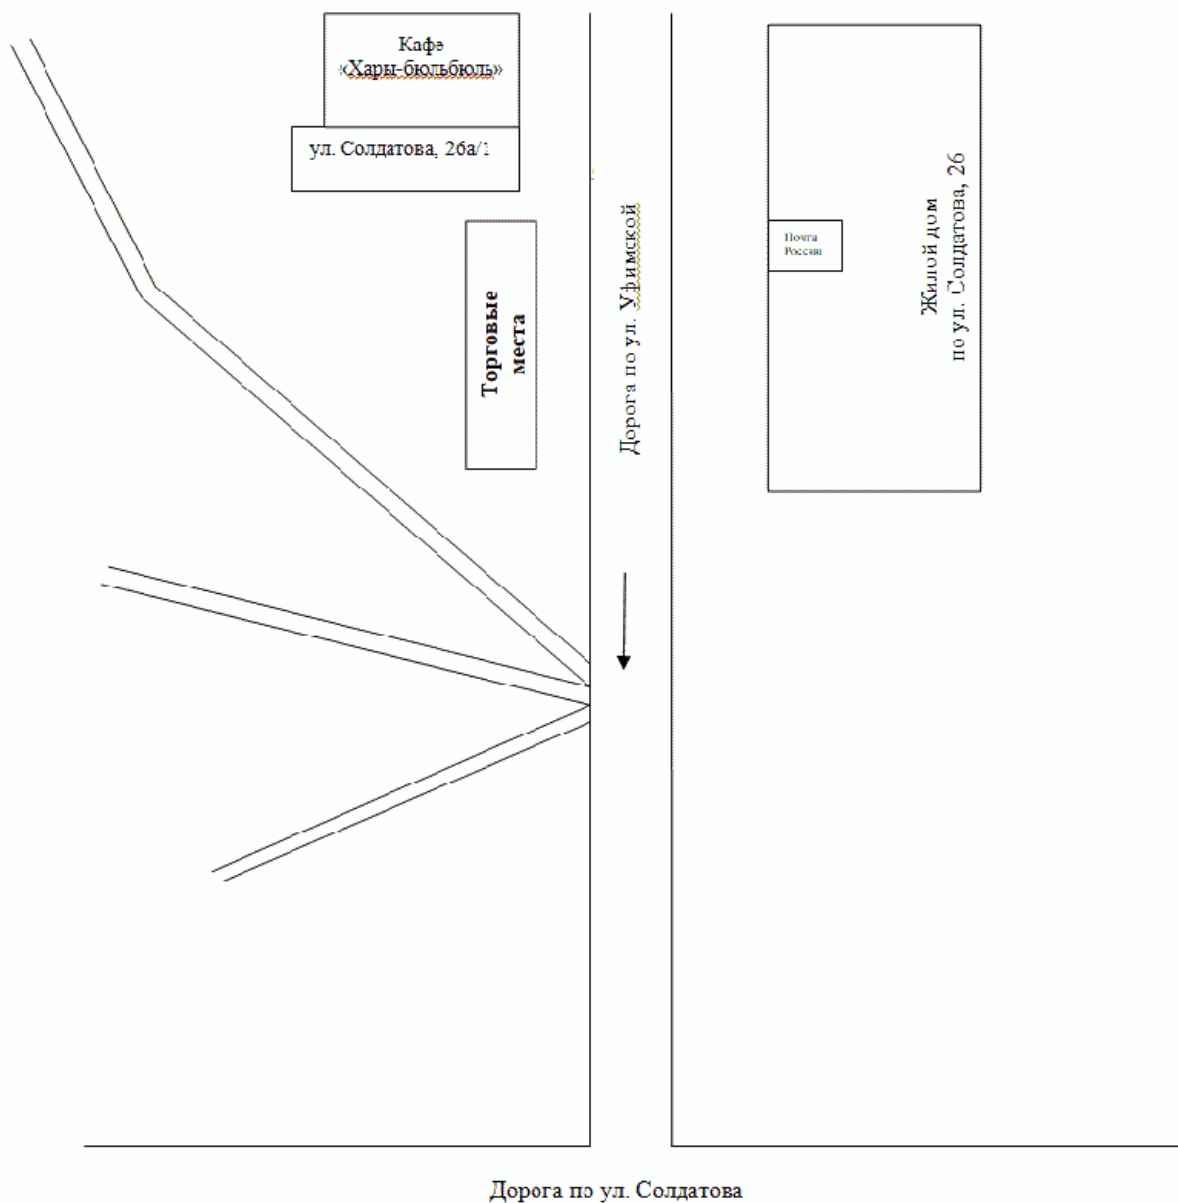 Кафе
«Хары-бюльбюль»
ул. Солдатова, 26а/1
Торговые
места
Дорога по ул. Уфимской
Почта
России
Жилой дом
по ул. Солдатова, 26
Дорога по ул. Солдатова